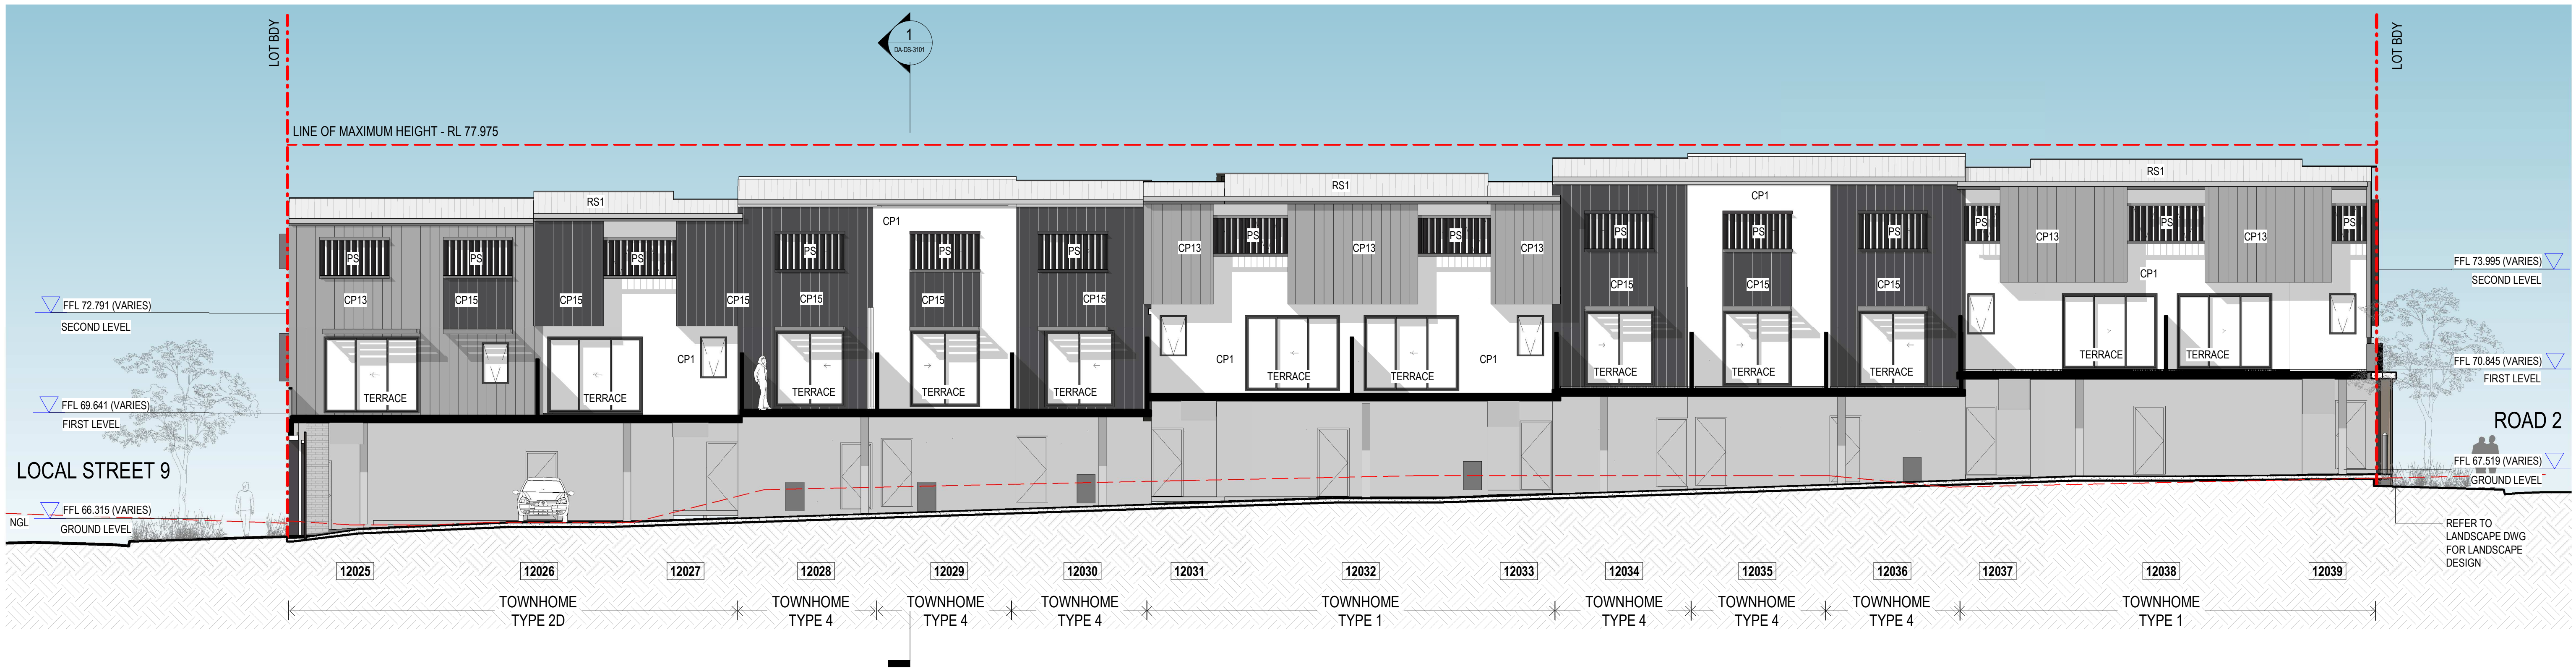 LOT BDY
1
DA-DS-3101
LOT BDY
LINE OF MAXIMUM HEIGHT - RL 77.975
RS1
RS1
RS1
CP1
CP1
PS
PS
PS
PS
PS
PS
PS
PS
PS
PS
PS
PS
PS
PS
CP13
CP13
CP13
CP13
CP13
CP13
CP15
CP15
CP15
CP15
CP15
CP15
CP15
CP15
CP15
CP1
CP1
CP1
CP1
TERRACE
TERRACE
TERRACE
TERRACE
TERRACE
TERRACE
TERRACE
TERRACE
TERRACE
TERRACE
TERRACE
TERRACE
FFL 72.791 (VARIES)
SECOND LEVEL
FFL 69.641 (VARIES)
FIRST LEVEL
LOCAL STREET 9
FFL 66.315 (VARIES)
NGL
GROUND LEVEL
FFL 73.995 (VARIES)
SECOND LEVEL
FFL 70.845 (VARIES)
FIRST LEVEL
ROAD 2
FFL 67.519 (VARIES)
GROUND LEVEL
REFER TO
LANDSCAPE DWG
FOR LANDSCAPE
DESIGN
12025
12026
12027
12028
12029
12030
12031
12032
12033
12034
12035
12036
12037
12038
12039
TOWNHOME
TYPE 2D
TOWNHOME
TYPE 4
TOWNHOME
TYPE 4
TOWNHOME
TYPE 4
TOWNHOME
TYPE 1
TOWNHOME
TYPE 4
TOWNHOME
TYPE 4
TOWNHOME
TYPE 4
TOWNHOME
TYPE 1